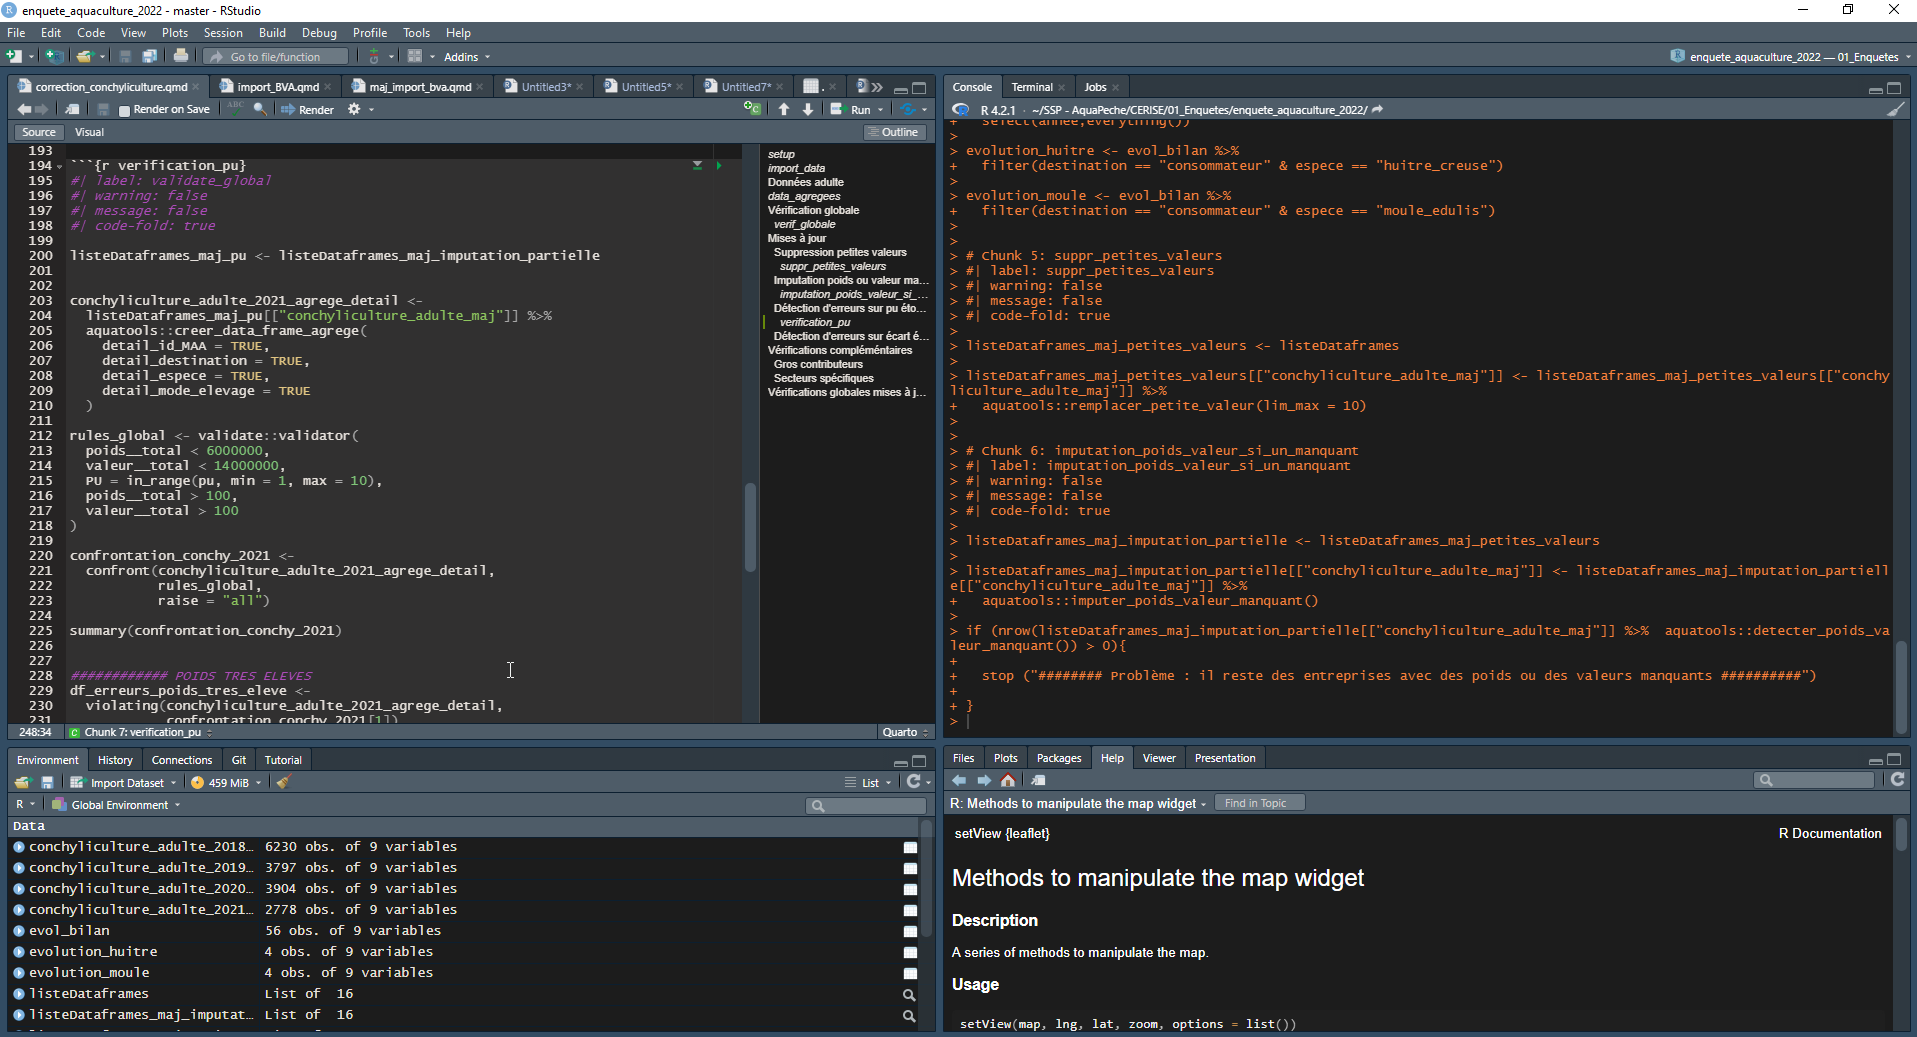 enquete_aquaculture_2022 - master - RStudio
File Edit Code View Plots Session Build Debug Profile Tools Help
Go to file/function Addins enquete_aquaculture_2022 — 01_Enquetes
correction_conchyliculture.qmd import_BVA.qmd maj_import_bva.qmd Untitled3* Untitled5* Untitled7*
Render on Save ABC Render Run
Source Visual Outline
193
194 ```{r verification_pu}
195 #| label: validate_global
196 #| warning: false
197 #| message: false
198 #| code-fold: true
199
200 listeDataframes_maj_pu <- listeDataframes_maj_imputation_partielle
201
202
203 conchyliculture_adulte_2021_agrege_detail <-
204 listeDataframes_maj_pu[["conchyliculture_adulte_maj"]] %>%
205 aquatools::creer_data_frame_agrege(
206 detail_id_MAA = TRUE,
207 detail_destination = TRUE,
208 detail_espece = TRUE,
209 detail_mode_elevage = TRUE
210 )
211
212 rules_global <- validate::validator(
213 poids__total < 6000000,
214 valeur__total < 14000000,
215 PU = in_range(pu, min = 1, max = 10),
216 poids__total > 100,
217 valeur__total > 100
218 )
219
220 confrontation_conchy_2021 <-
221 confront(conchyliculture_adulte_2021_agrege_detail,
222 rules_global,
223 raise = "all")
224
225 summary(confrontation_conchy_2021)
226
227
228 ############ POIDS TRES ELEVES
229 df_erreurs_poids_tres_eleve <-
230 violating(conchyliculture_adulte_2021_agrege_detail,
231 confrontation_conchy_2021[1])
248:34 Chunk 7: verification_pu Quarto
setup
import_data
Données adulte
data_agregees
Vérification globale
verif_globale
Mises à jour
Suppression petites valeurs
suppr_petites_valeurs
Imputation poids ou valeur ma...
imputation_poids_valeur_si_...
Détection d'erreurs sur pu éto...
verification_pu
Détection d'erreurs sur écart é...
Vérifications compléméntaires
Gros contributeurs
Secteurs spécifiques
Vérifications globales mises à j...
Console Terminal Jobs
R 4.2.1 · ~/SSP - AquaPeche/CERISE/01_Enquetes/enquete_aquaculture_2022/
+ select(annee,everything())
>
> evolution_huitre <- evol_bilan %>%
+ filter(destination == "consommateur" & espece == "huitre_creuse")
>
> evolution_moule <- evol_bilan %>%
+ filter(destination == "consommateur" & espece == "moule_edulis")
>
>
> # Chunk 5: suppr_petites_valeurs
> #| label: suppr_petites_valeurs
> #| warning: false
> #| message: false
> #| code-fold: true
>
> listeDataframes_maj_petites_valeurs <- listeDataframes
>
> listeDataframes_maj_petites_valeurs[["conchyliculture_adulte_maj"]] <- listeDataframes_maj_petites_valeurs[["conchy
liculture_adulte_maj"]] %>%
+ aquatools::remplacer_petite_valeur(lim_max = 10)
>
>
> # Chunk 6: imputation_poids_valeur_si_un_manquant
> #| label: imputation_poids_valeur_si_un_manquant
> #| warning: false
> #| message: false
> #| code-fold: true
>
> listeDataframes_maj_imputation_partielle <- listeDataframes_maj_petites_valeurs
>
> listeDataframes_maj_imputation_partielle[["conchyliculture_adulte_maj"]] <- listeDataframes_maj_imputation_partiell
e[["conchyliculture_adulte_maj"]] %>%
+ aquatools::imputer_poids_valeur_manquant()
>
> if (nrow(listeDataframes_maj_imputation_partielle[["conchyliculture_adulte_maj"]] %>% aquatools::detecter_poids_va
leur_manquant()) > 0){
+
+ stop ("######## Problème : il reste des entreprises avec des poids ou des valeurs manquants ##########")
+
+ }
>
Environment History Connections Git Tutorial
Import Dataset 459 MiB List
R Global Environment
Data
conchyliculture_adulte_2018… 6230 obs. of 9 variables
conchyliculture_adulte_2019… 3797 obs. of 9 variables
conchyliculture_adulte_2020… 3904 obs. of 9 variables
conchyliculture_adulte_2021… 2778 obs. of 9 variables
evol_bilan 56 obs. of 9 variables
evolution_huitre 4 obs. of 9 variables
evolution_moule 4 obs. of 9 variables
listeDataframes List of 16
listeDataframes_maj_imputat… List of 16
Files Plots Packages Help Viewer Presentation
R: Methods to manipulate the map widget Find in Topic
setView {leaflet} R Documentation
Methods to manipulate the map widget
Description
A series of methods to manipulate the map.
Usage
setView(map, lng, lat, zoom, options = list())